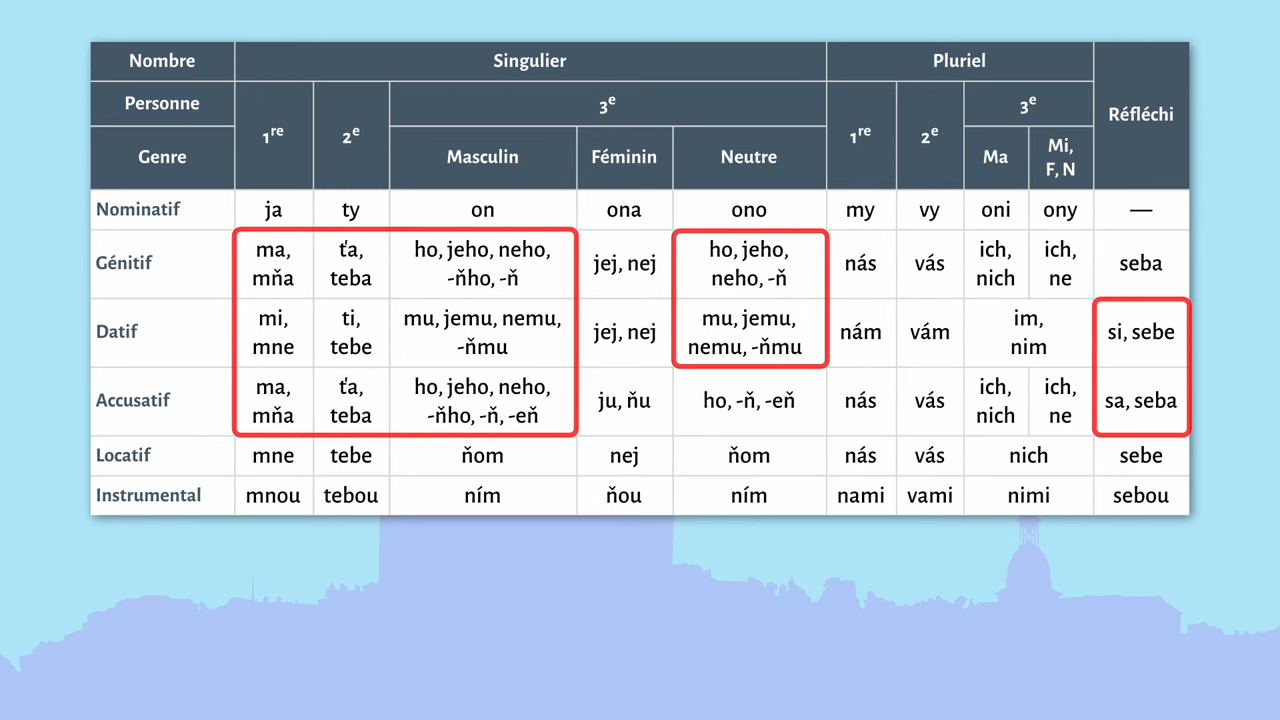 Nombre Singulier Pluriel Réfléchi
Personne 1re 2e 3e 1re 2e 3e
Genre Masculin Féminin Neutre Ma Mi,
F, N
Nominatif ja ty on ona ono my vy oni ony —
Génitif ma, ťa, ho, jeho, neho, jej, nej ho, jeho, nás vás ich, ich, seba
mňa teba -ňho, -ň neho, -ň nich ne
Datif mi, ti, mu, jemu, nemu, jej, nej mu, jemu, nám vám im, si, sebe
mne tebe -ňmu nemu, -ňmu nim
Accusatif ma, ťa, ho, jeho, neho, ju, ňu ho, -ň, -eň nás vás ich, ich, sa, seba
mňa teba -ňho, -ň, -eň nich ne
Locatif mne tebe ňom nej ňom nás vás nich sebe
Instrumental mnou tebou ním ňou ním nami vami nimi sebou